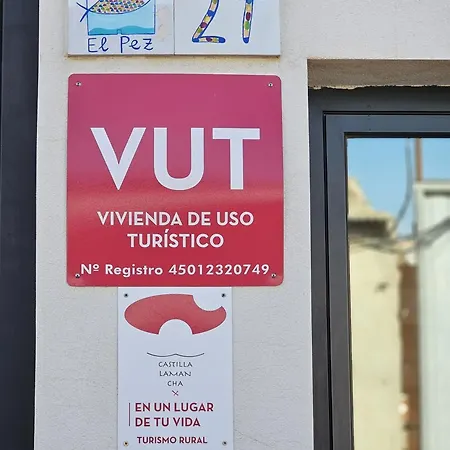 El Pez
21
VUT
VIVIENDA DE USO
TURÍSTICO
Nº Registro 45012320749
CASTILLA
LAMAN
CHA
EN UN LUGAR
DE TU VIDA
TURISMO RURAL